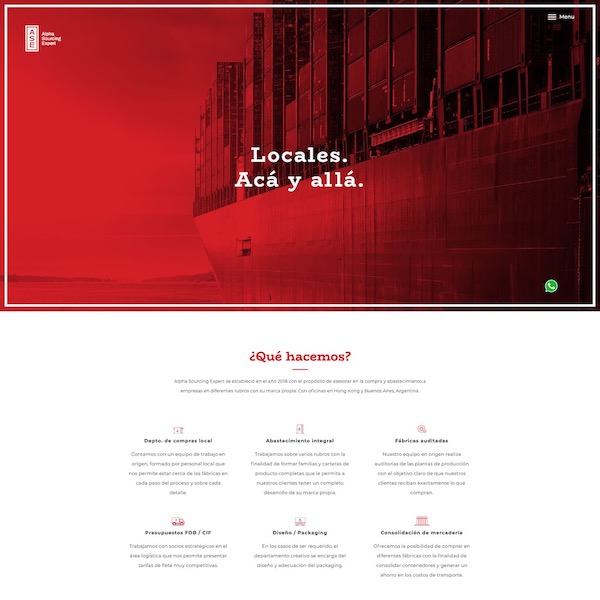 Menu
A
S
E
Alpha
Sourcing
Expert
Locales.
Acá y allá.
¿Qué hacemos?
Alpha Sourcing Expert se estableció en el año 2018 con el propósito de asesorar en la compra y abastecimiento a
empresas en diferentes rubros con su marca propia. Con oficinas en Hong Kong y Buenos Aires, Argentina.
Depto. de compras local
Contamos con un equipo de trabajo en
origen, formado por personal local que
nos permite estar cerca de las fábricas en
cada paso del proceso y sobre cada
detalle.
Abastecimiento integral
Trabajamos sobre varios rubros con la
finalidad de formar familias y carteras de
producto completas que le permita a
nuestros clientes tener un completo
desarrollo de su marca propia.
Fábricas auditadas
Nuestro equipo en origen realiza
auditorías de las plantas de producción
con el objetivo claro de que nuestros
clientes reciban exactamente lo que
compran.
Presupuestos FOB / CIF
Trabajamos con socios estratégicos en el
área logística que nos permite presentar
tarifas de flete muy competitivas.
Diseño / Packaging
En los casos de ser requerido, el
departamento creativo se encarga del
diseño y adecuación del packaging.
Consolidación de mercadería
Ofrecemos la posibilidad de comprar en
diferentes fábricas con la finalidad de
consolidar contenedores y generar un
ahorro en los costos de transporte.